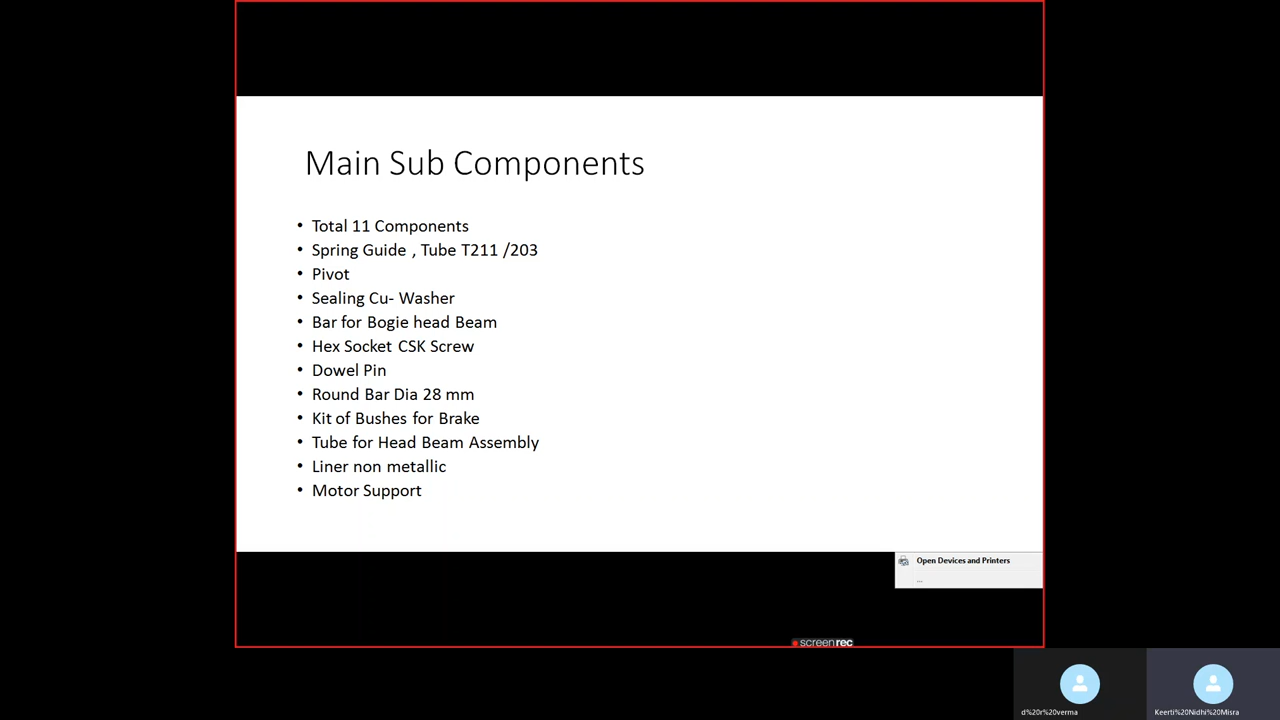 Main Sub Components
• Total 11 Components
• Spring Guide , Tube T211 /203
• Pivot
• Sealing Cu- Washer
• Bar for Bogie head Beam
• Hex Socket CSK Screw
• Dowel Pin
• Round Bar Dia 28 mm
• Kit of Bushes for Brake
• Tube for Head Beam Assembly
• Liner non metallic
• Motor Support
Open Devices and Printers
...
screenrec
d%20r%20verma
Keerti%20Nidhi%20Misra